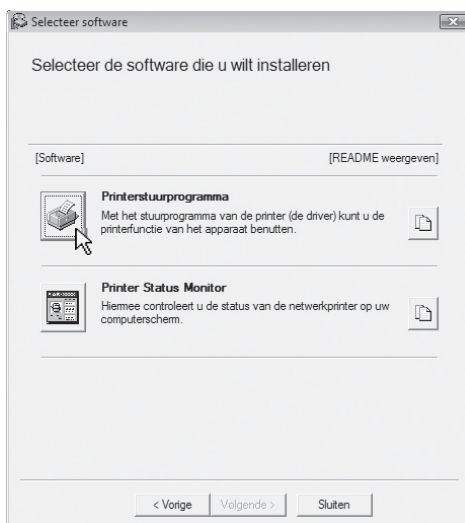 Selecteer software
Selecteer de software die u wilt installeren
[Software] [README weergeven]
Printerstuurprogramma
Met het stuurprogramma van de printer (de driver) kunt u de
printerfunctie van het apparaat benutten.
Printer Status Monitor
Hiermee controleert u de status van de netwerkprinter op uw
computerscherm.
< Vorige Volgende > Sluiten